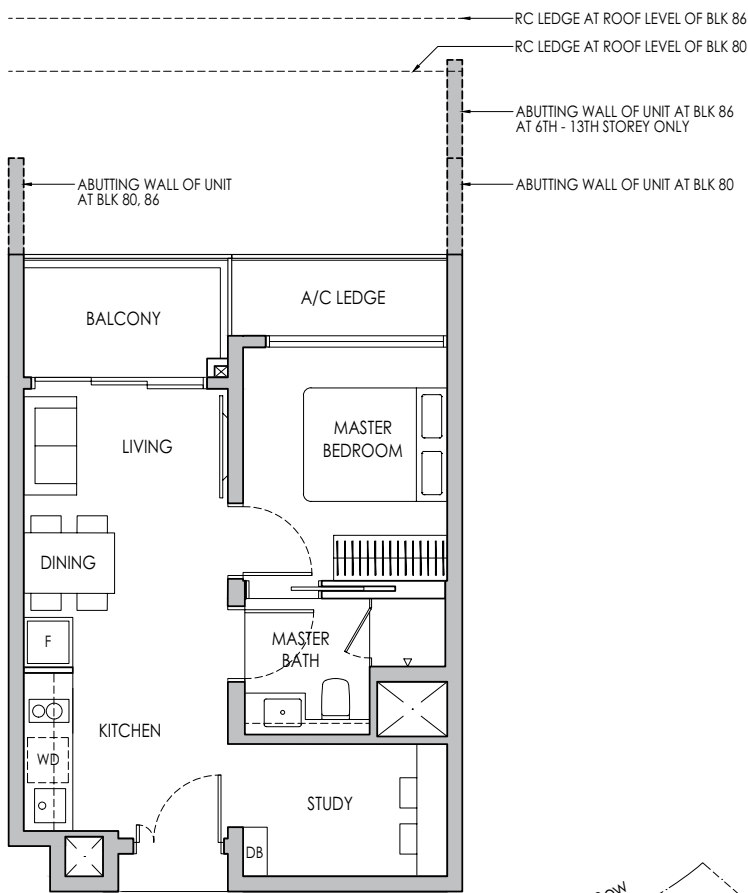 RC LEDGE AT ROOF LEVEL OF BLK 86
RC LEDGE AT ROOF LEVEL OF BLK 80
ABUTTING WALL OF UNIT AT BLK 86
AT 6TH - 13TH STOREY ONLY
ABUTTING WALL OF UNIT
AT BLK 80, 86
ABUTTING WALL OF UNIT AT BLK 80
BALCONY
A/C LEDGE
LIVING
MASTER
BEDROOM
DINING
F
MASTER
BATH
KITCHEN
WD
STUDY
DB